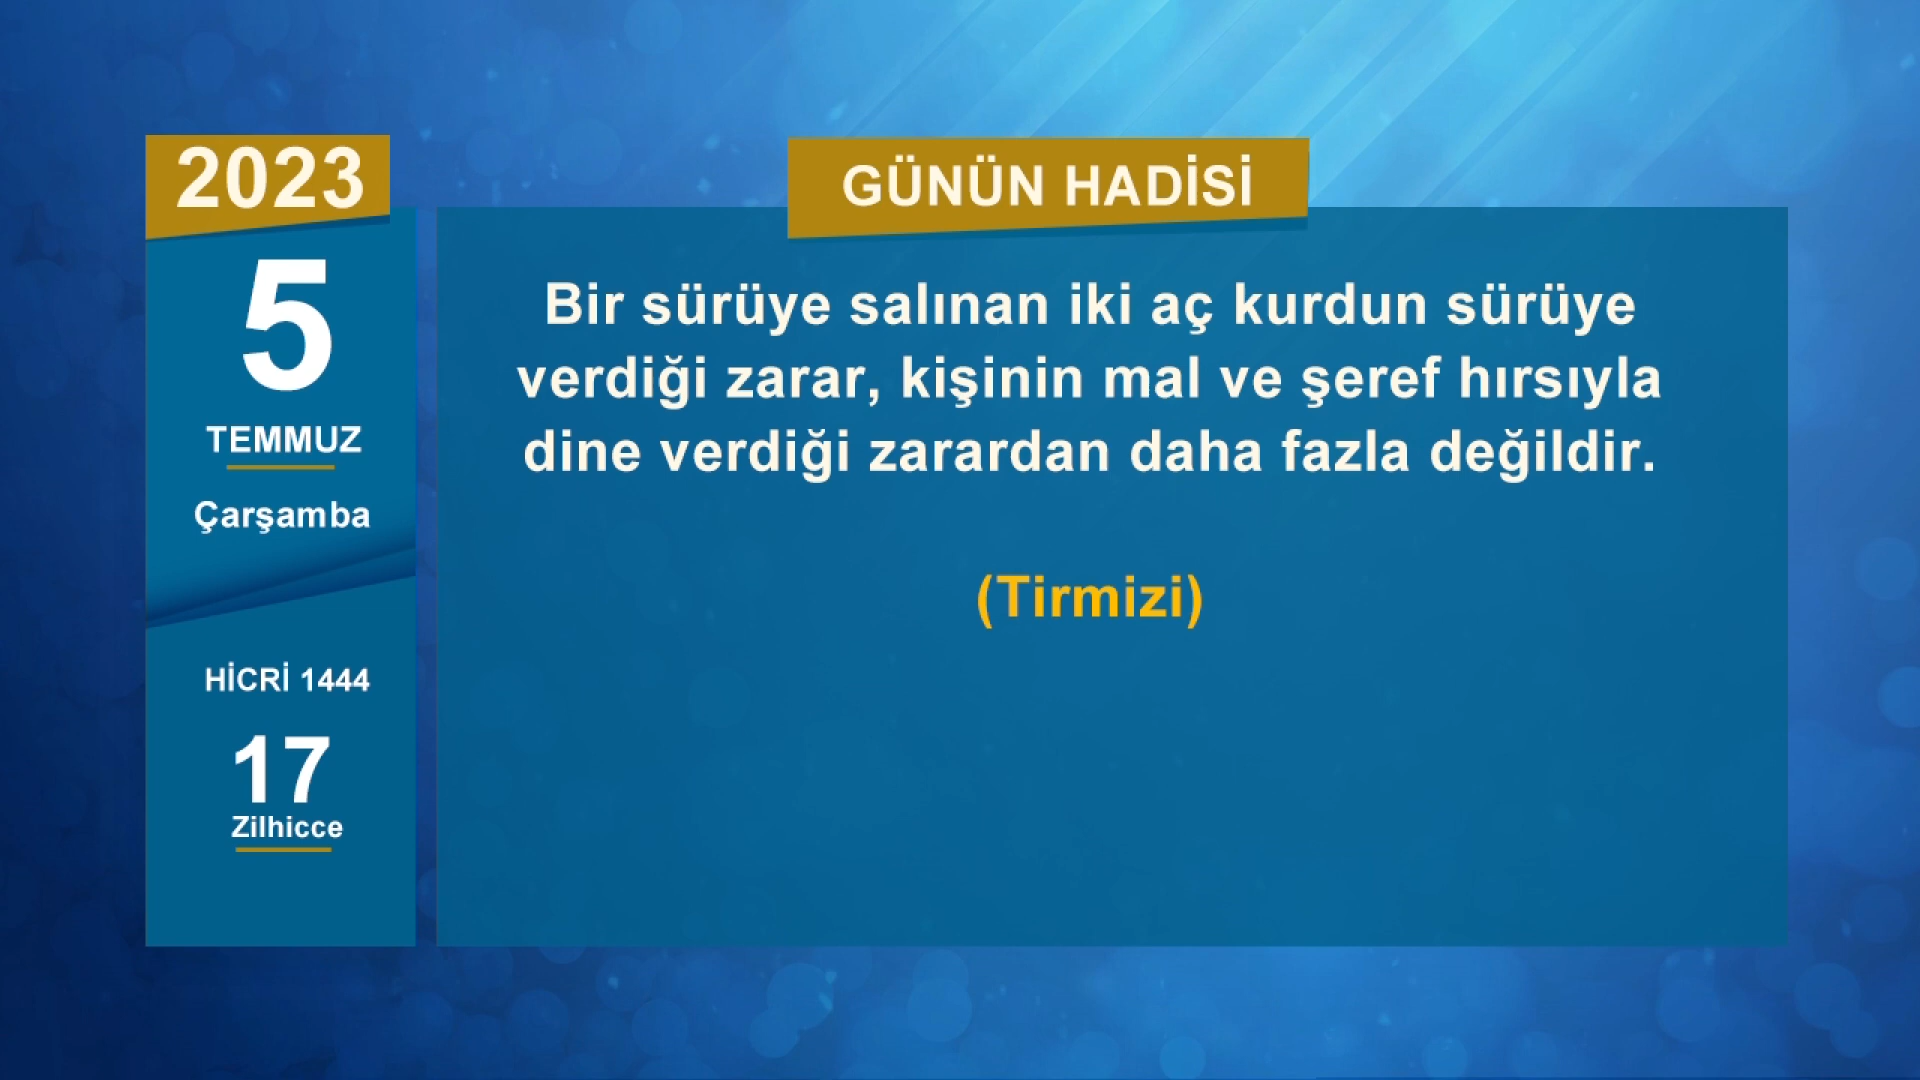 2023
5
TEMMUZ
Çarşamba
HİCRİ 1444
17
Zilhicce
GÜNÜN HADİSİ
Bir sürüye salınan iki aç kurdun sürüye
verdiği zarar, kişinin mal ve şeref hırsıyla
dine verdiği zarardan daha fazla değildir.
(Tirmizi)